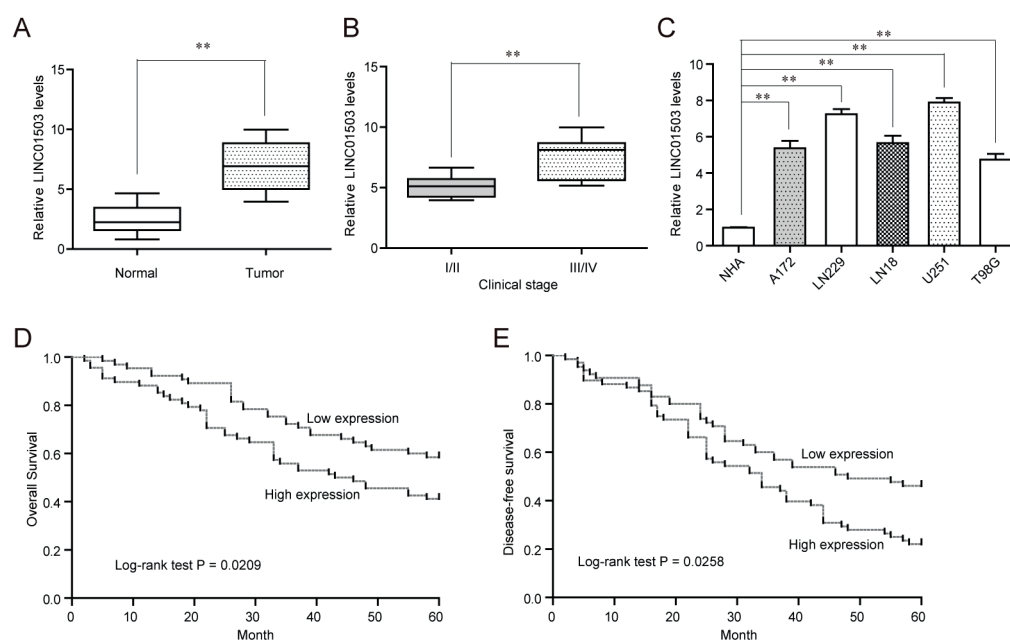 A
**
Relative LINC01503 levels
15
10
5
0
Normal
Tumor
B
**
Relative LINC01503 levels
15
10
5
0
I/II
III/IV
Clinical stage
C
**
**
**
**
**
Relative LINC01503 levels
10
8
6
4
2
0
NHA
A172
LN229
LN18
U251
T98G
D
Overall Survival
1.0
0.8
0.6
0.4
0.2
0.0
Low expression
High expression
Log-rank test P = 0.0209
0
10
20
30
40
50
60
Month
E
Disease-free survival
1.0
0.8
0.6
0.4
0.2
0.0
Low expression
High expression
Log-rank test P = 0.0258
0
10
20
30
40
50
60
Month